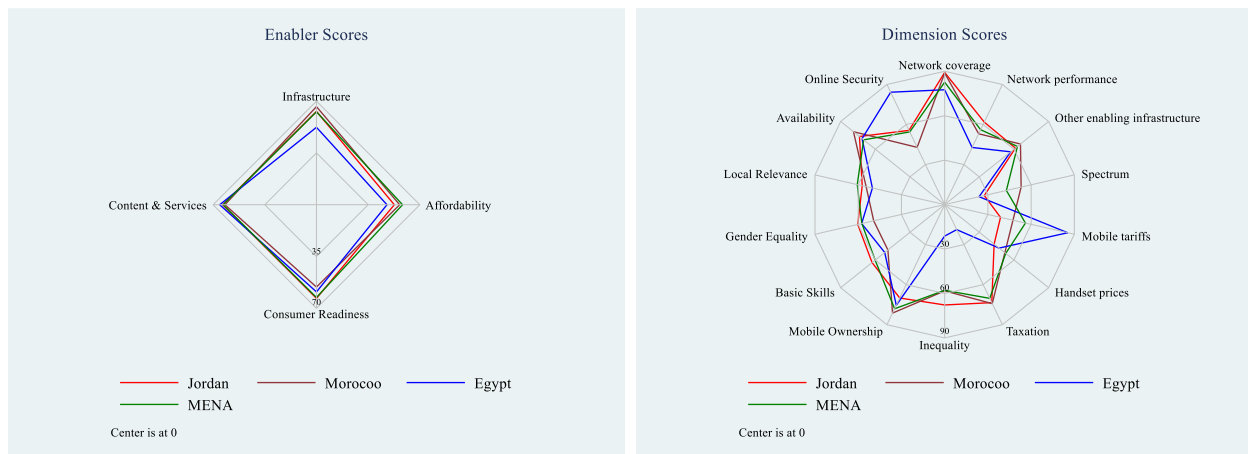 Enabler Scores
Infrastructure
Content & Services
Affordability
35
70
Consumer Readiness
Jordan
Morocoo
Egypt
MENA
Center is at 0
Dimension Scores
Network coverage
Online Security
Network performance
Availability
Other enabling infrastructure
Local Relevance
Spectrum
Gender Equality
Mobile tariffs
30
Basic Skills
60
Handset prices
Mobile Ownership
90
Taxation
Inequality
Jordan
Morocoo
Egypt
MENA
Center is at 0